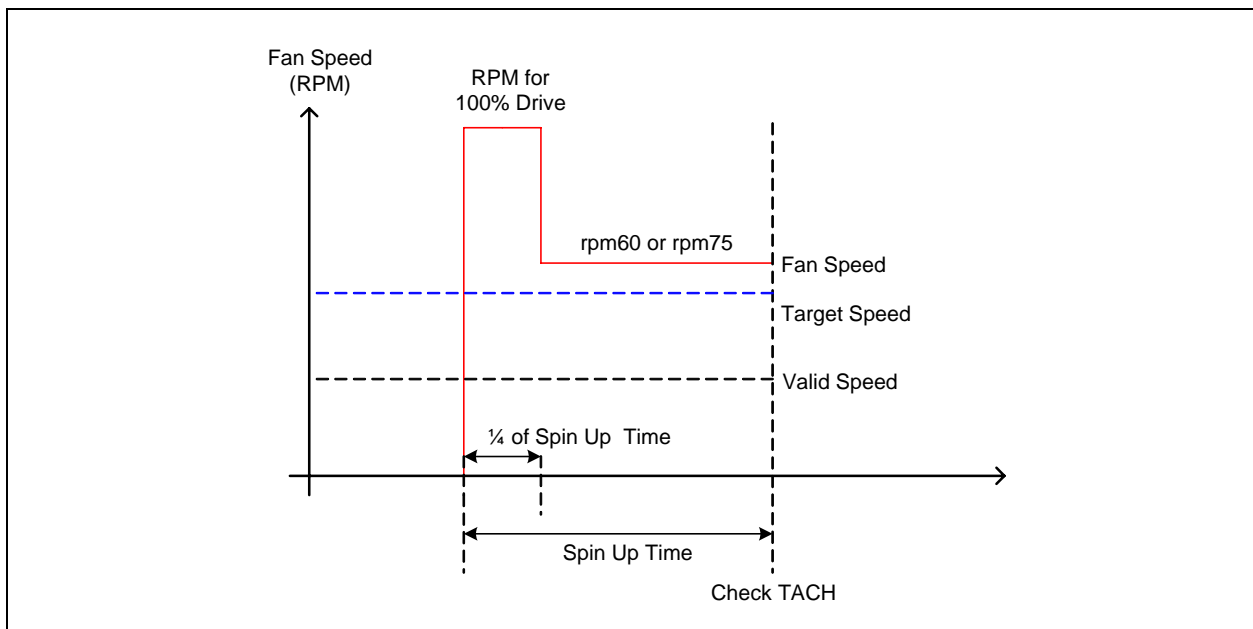 Fan Speed
(RPM)
RPM for
100% Drive
rpm60 or rpm75
Fan Speed
Target Speed
Valid Speed
¼ of Spin Up Time
Spin Up Time
Check TACH